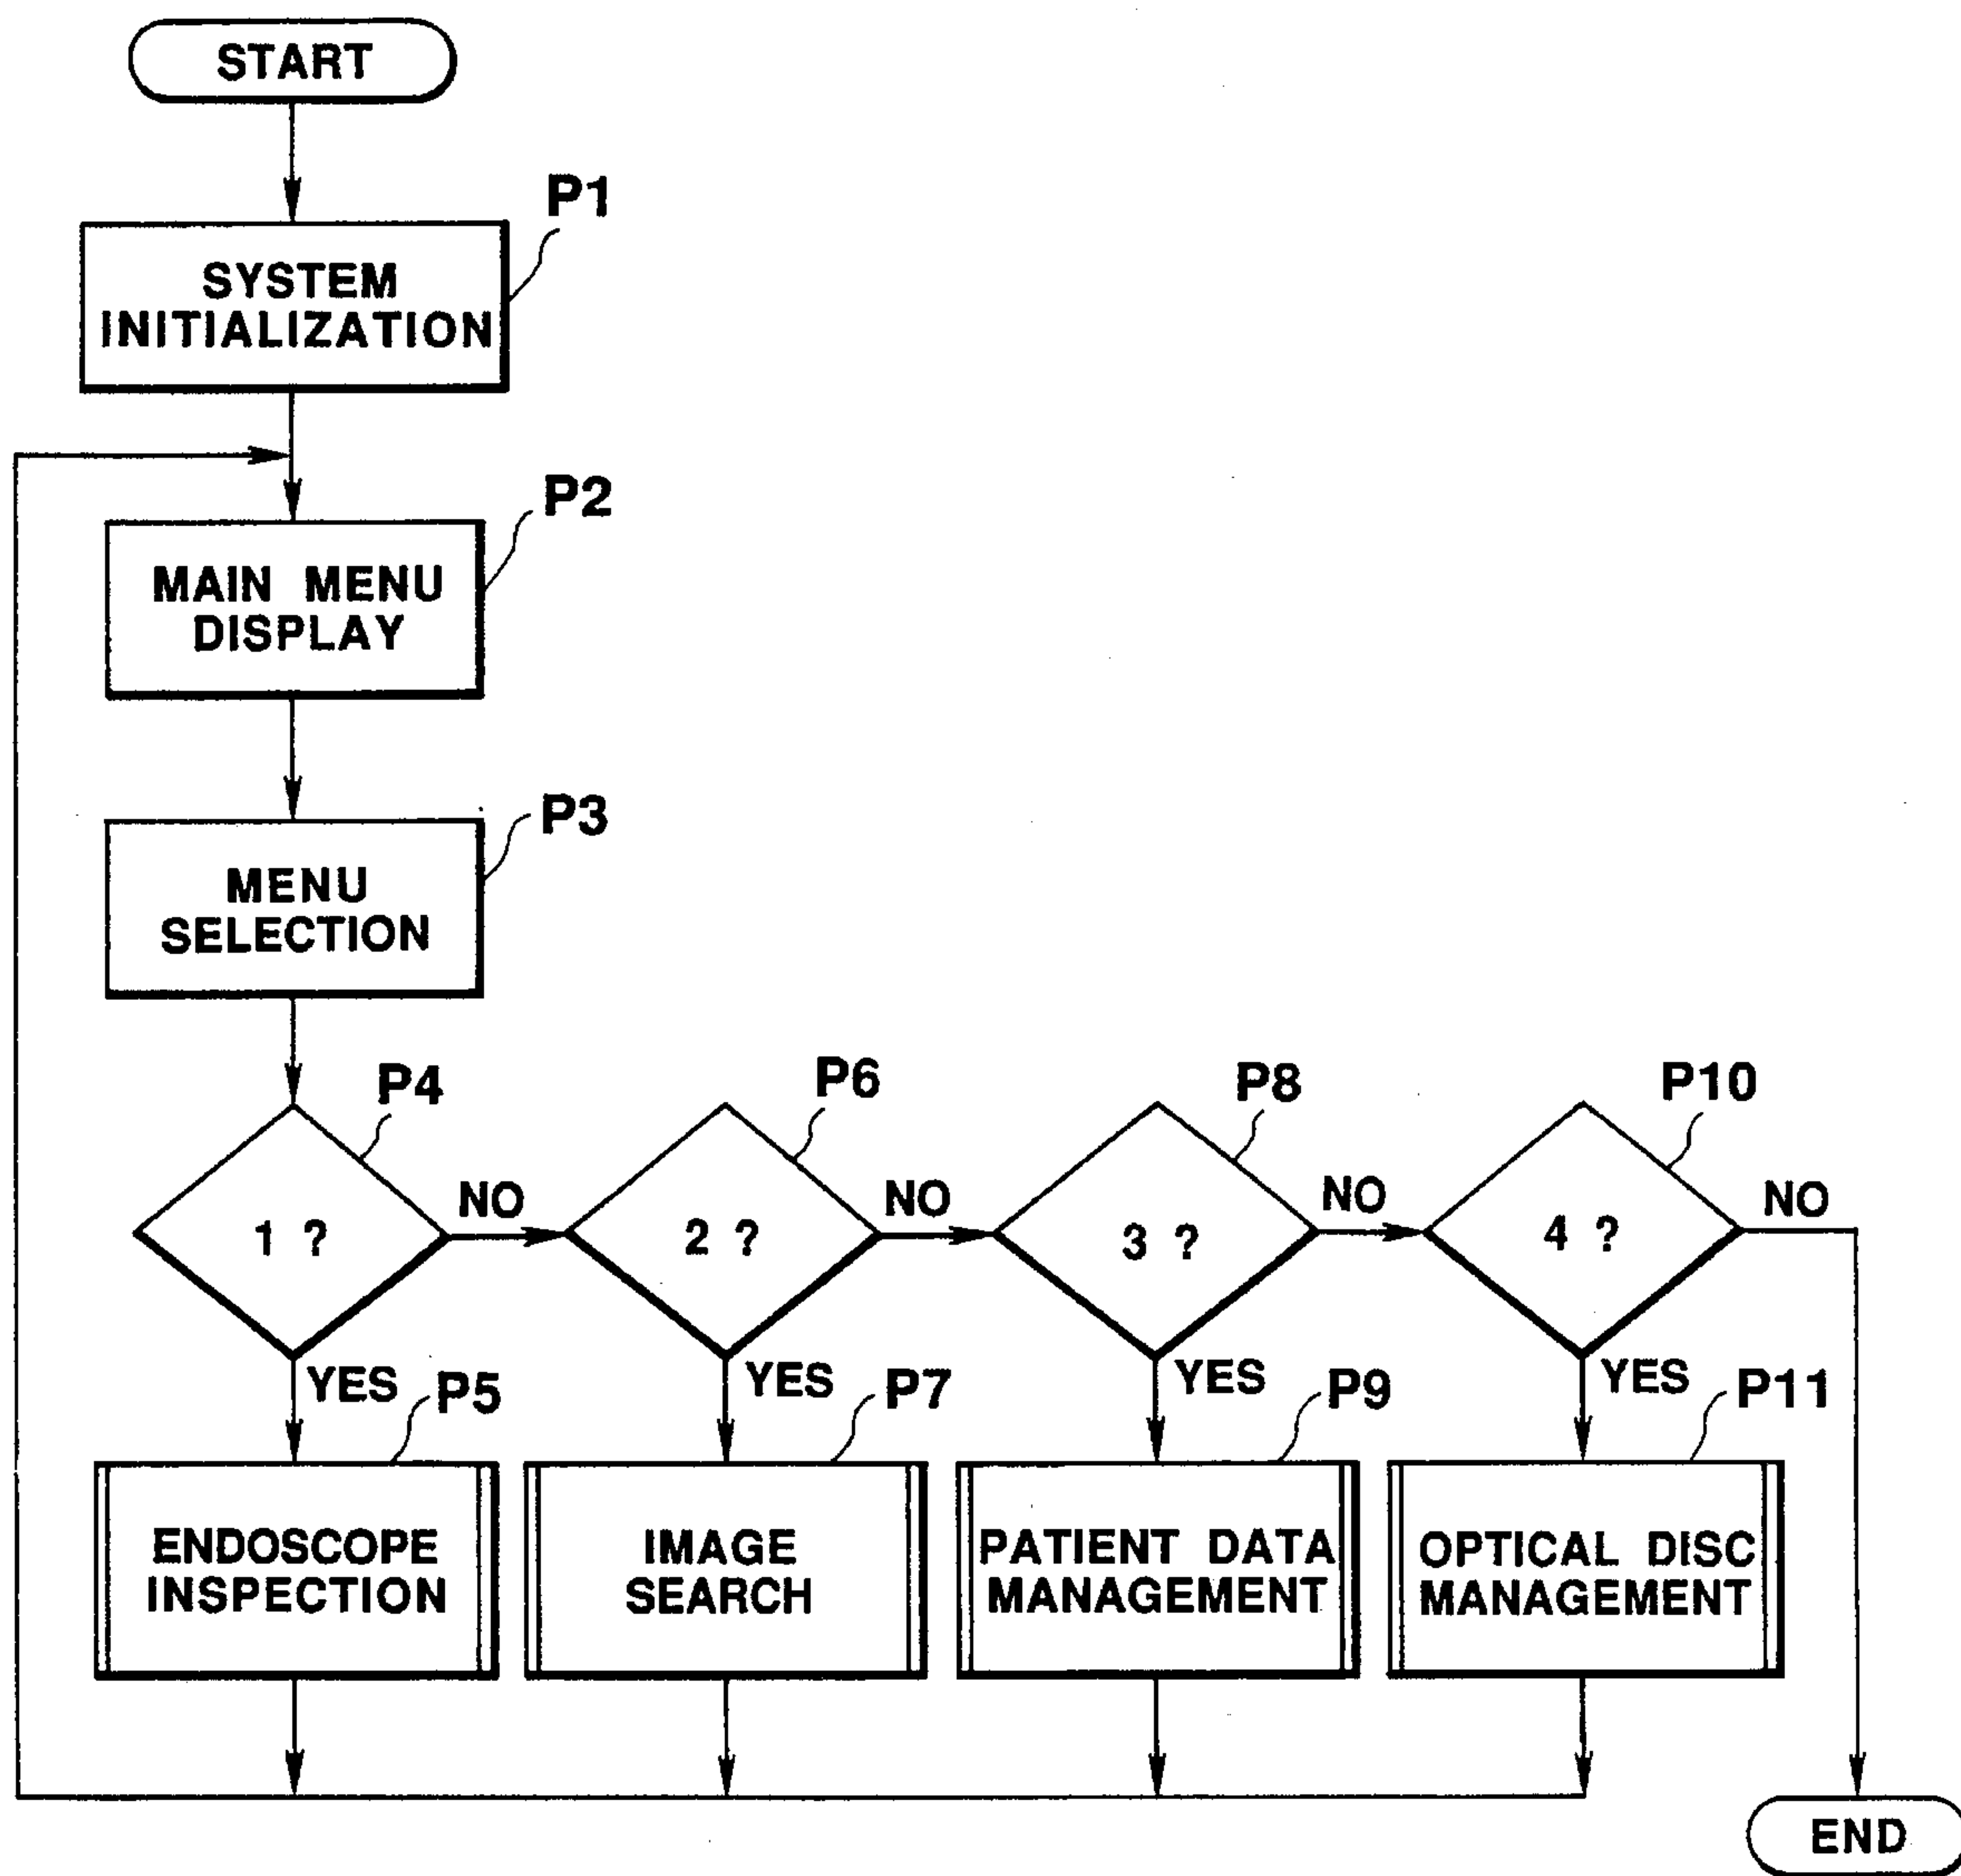 START
P1
SYSTEM
INITIALIZATION
P2
MAIN MENU
DISPLAY
P3
MENU
SELECTION
P4
P6
P8
P10
1 ?
NO
2 ?
NO
3 ?
NO
4 ?
NO
YES
P5
YES
P7
YES
P9
YES
P11
ENDOSCOPE
INSPECTION
IMAGE
SEARCH
PATIENT DATA
MANAGEMENT
OPTICAL DISC
MANAGEMENT
END